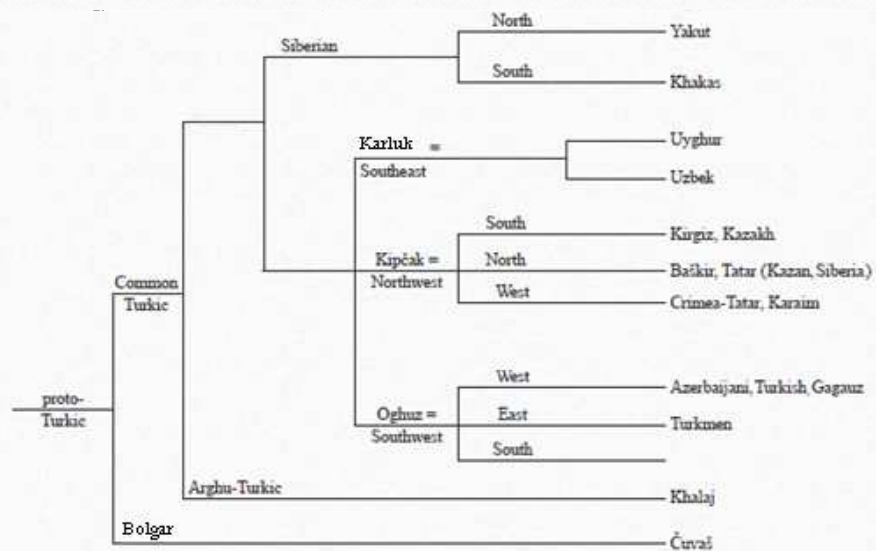 North
Yakut
Siberian
South
Khakas
Karluk =
Southeast
Uyghur
Uzbek
South
Kirgiz, Kazakh
Kipčak =
Northwest
North
Baškir, Tatar (Kazan, Siberia)
West
Crimea-Tatar, Karaim
Common
Turkic
West
Azerbaijani, Turkish, Gagauz
proto-
Turkic
Oghuz =
Southwest
East
Turkmen
South
Arghu-Turkic
Khalaj
Bolgar
Čuvaš